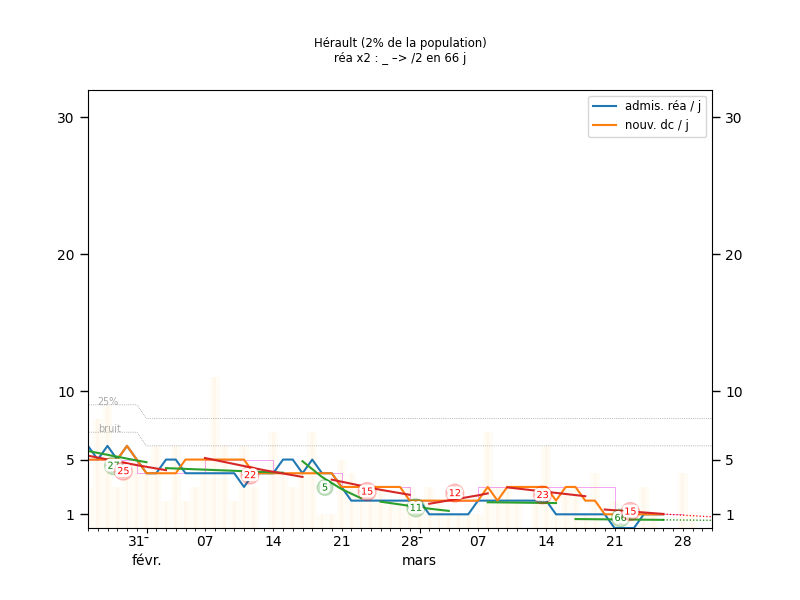 Hérault (2% de la population)
réa x2 : _ –> /2 en 66 j
admis. réa / j
nouv. dc / j
30 30
20 20
10 10
25%
bruit
5 5
25 22 5 15 11 12 23 66 15
1 1
31 07 14 21 28 07 14 21 28
févr. mars